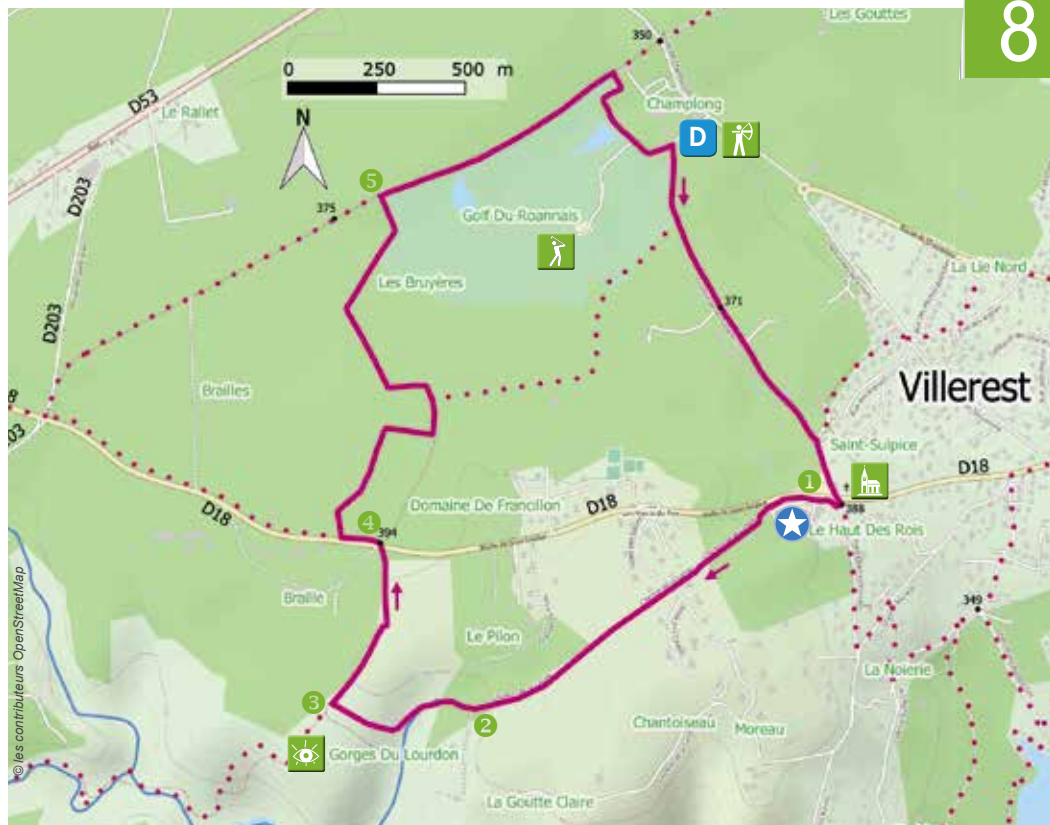 8
Les Gouttes
350
0 250 500 m
D53
Le Rallet
Champlong
N
D
D203
5
375
Golf Du Roannais
La Lie Nord
Les Bruyères
371
D203
Brailles
Villerest
8
03
Saint-Sulpice
D18
1
Domaine De Francillon
D18
388
D18
4
394
Le Haut Des Rois
Braille
349
Le Pilon
La Noierie
3
2
Chantoiseau
Moreau
Gorges Du Lourdon
La Goutte Claire
© les contributeurs OpenStreetMap